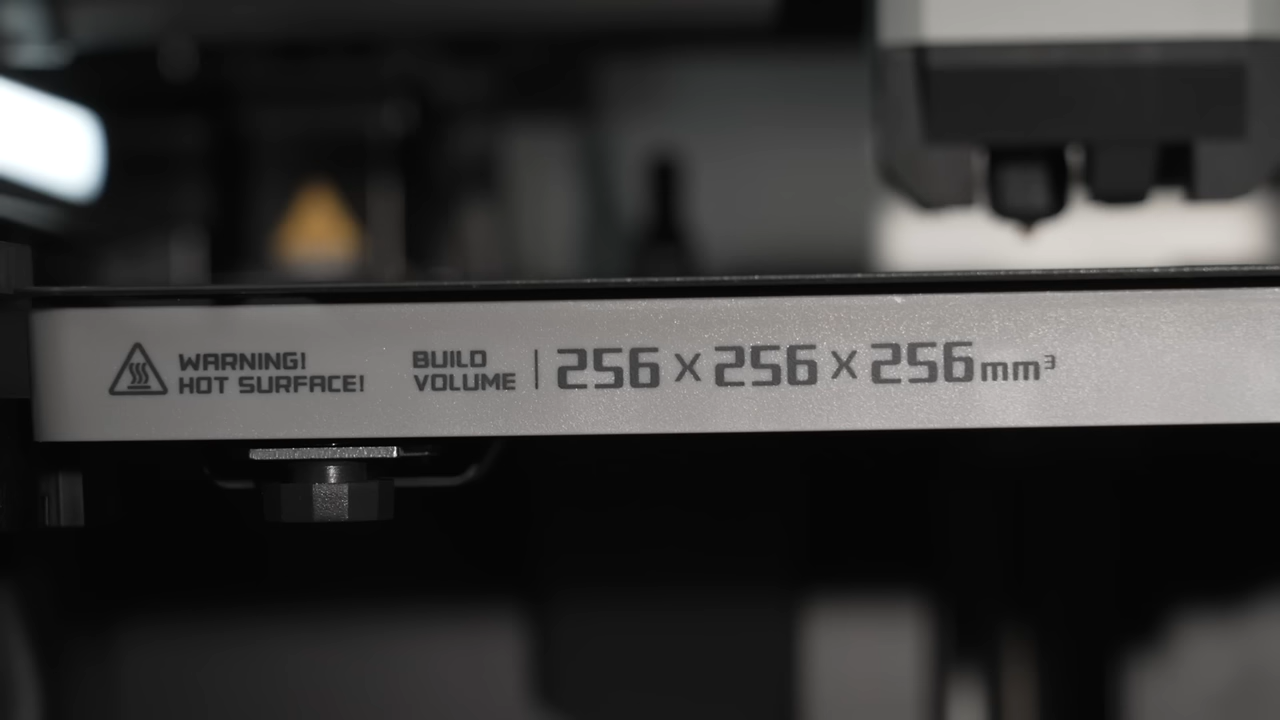 WARNING!
HOT SURFACE!
BUILD
VOLUME
256 X 256 X 256mm³